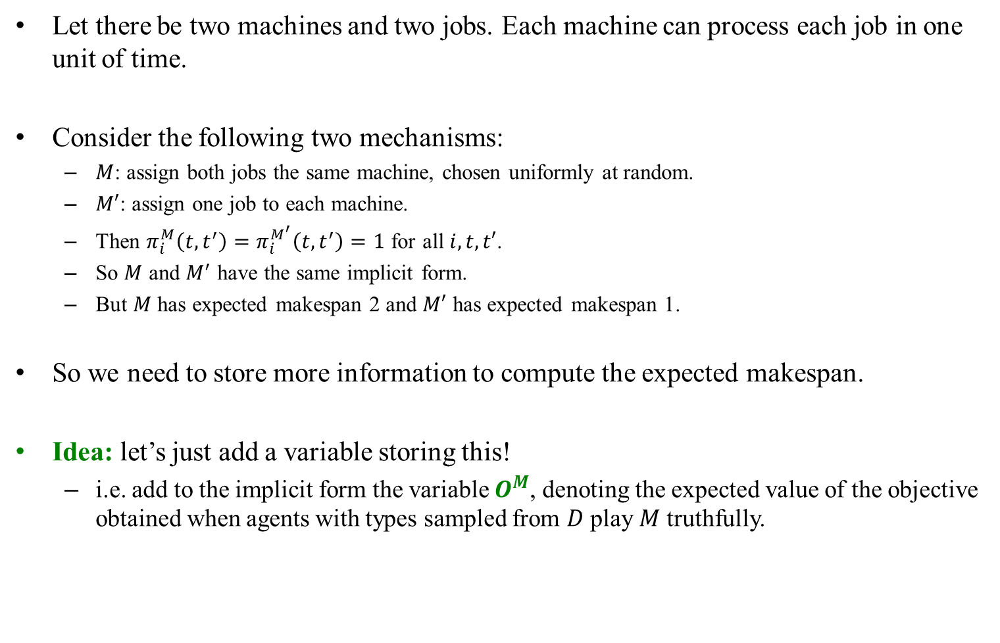 • Let there be two machines and two jobs. Each machine can process each job in one
unit of time.
• Consider the following two mechanisms:
– M: assign both jobs the same machine, chosen uniformly at random.
– M′: assign one job to each machine.
– Then π_i^M(t, t′) = π_i^{M′}(t, t′) = 1 for all i, t, t′.
– So M and M′ have the same implicit form.
– But M has expected makespan 2 and M′ has expected makespan 1.
• So we need to store more information to compute the expected makespan.
• Idea: let’s just add a variable storing this!
– i.e. add to the implicit form the variable O^M, denoting the expected value of the objective
obtained when agents with types sampled from D play M truthfully.